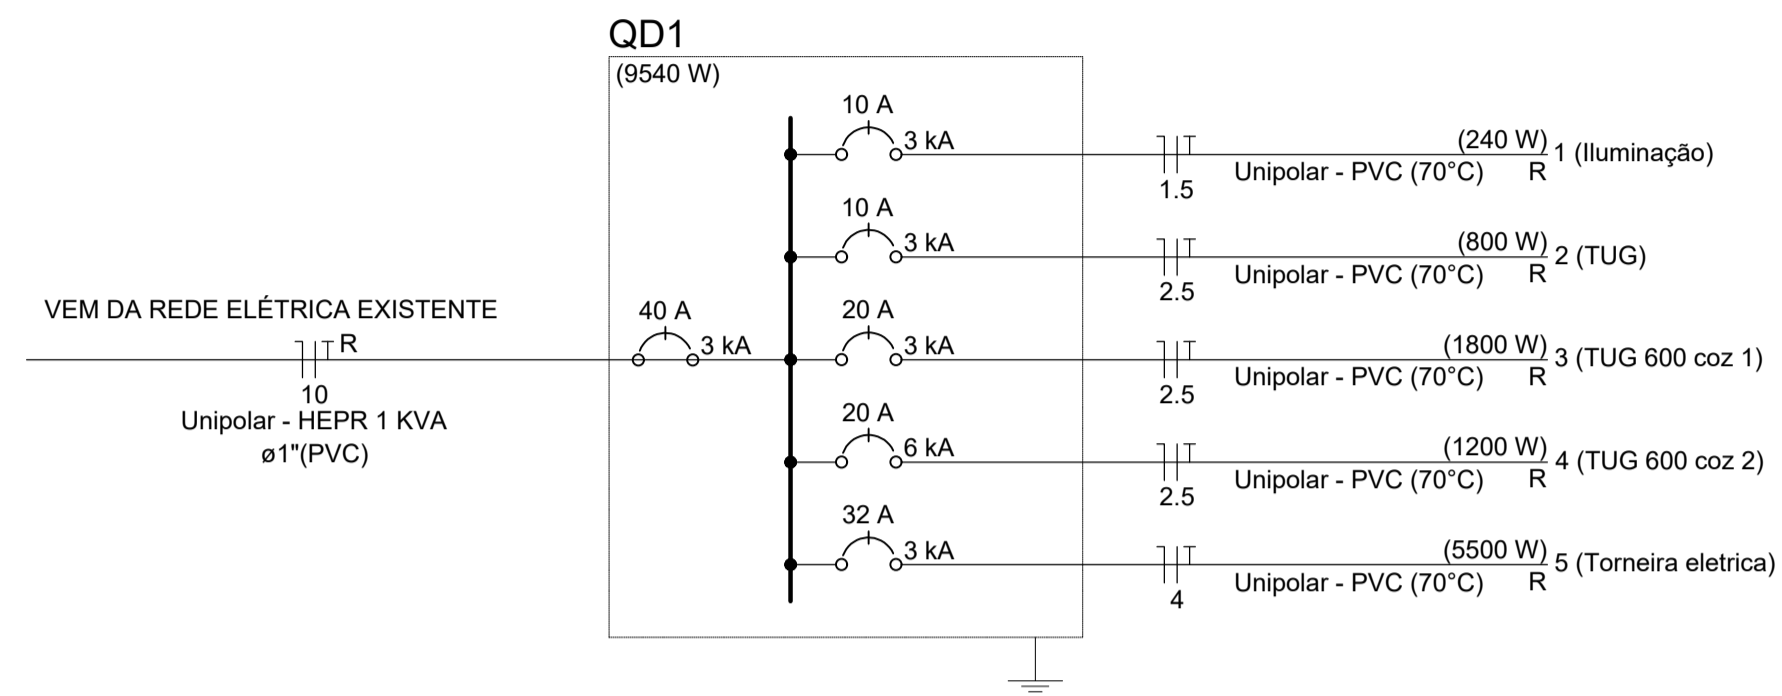 QD1
(9540 W)
10 A
3 kA
1.5
(240 W)
Unipolar - PVC (70°C)
R
1 (Iluminação)
10 A
3 kA
2.5
(800 W)
Unipolar - PVC (70°C)
R
2 (TUG)
VEM DA REDE ELÉTRICA EXISTENTE
R
10
Unipolar - HEPR 1 KVA
ø1"(PVC)
40 A
3 kA
20 A
3 kA
2.5
(1800 W)
Unipolar - PVC (70°C)
R
3 (TUG 600 coz 1)
20 A
6 kA
2.5
(1200 W)
Unipolar - PVC (70°C)
R
4 (TUG 600 coz 2)
32 A
3 kA
4
(5500 W)
Unipolar - PVC (70°C)
R
5 (Torneira eletrica)